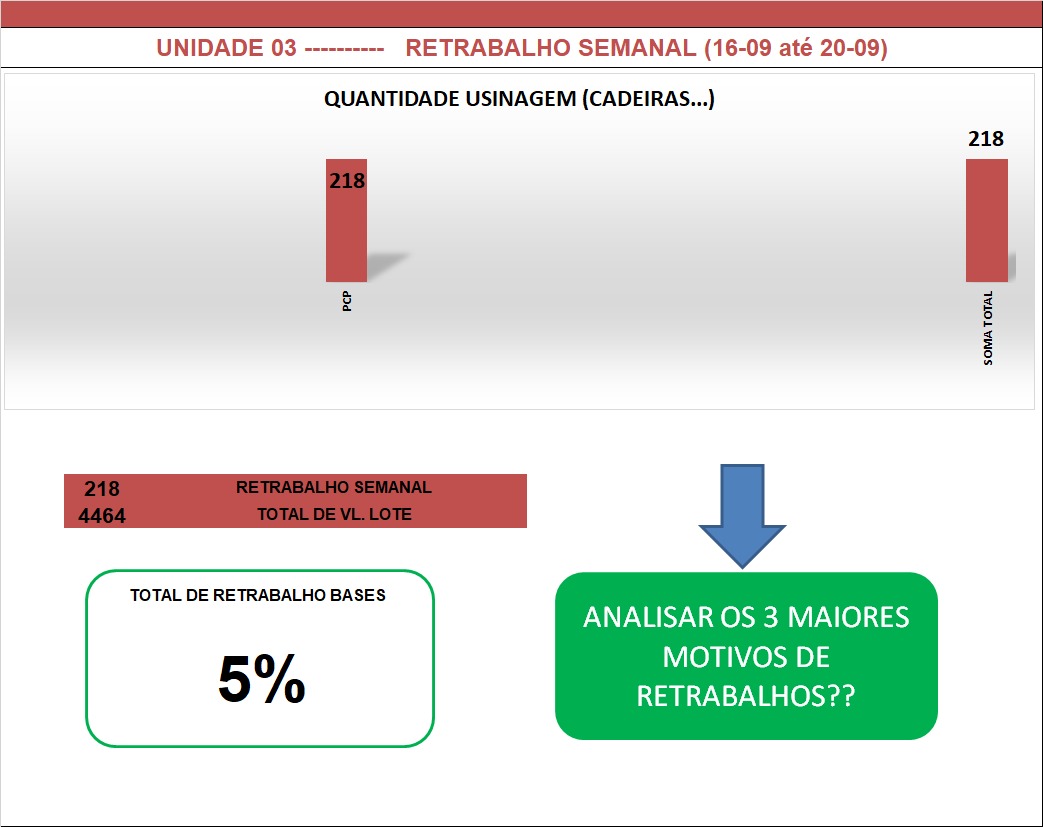 UNIDADE 03 ---------- RETRABALHO SEMANAL (16-09 até 20-09)
QUANTIDADE USINAGEM (CADEIRAS...)
218
218
PCP
SOMA TOTAL
218 RETRABALHO SEMANAL
4464 TOTAL DE VL. LOTE
TOTAL DE RETRABALHO BASES
5%
ANALISAR OS 3 MAIORES
MOTIVOS DE
RETRABALHOS??